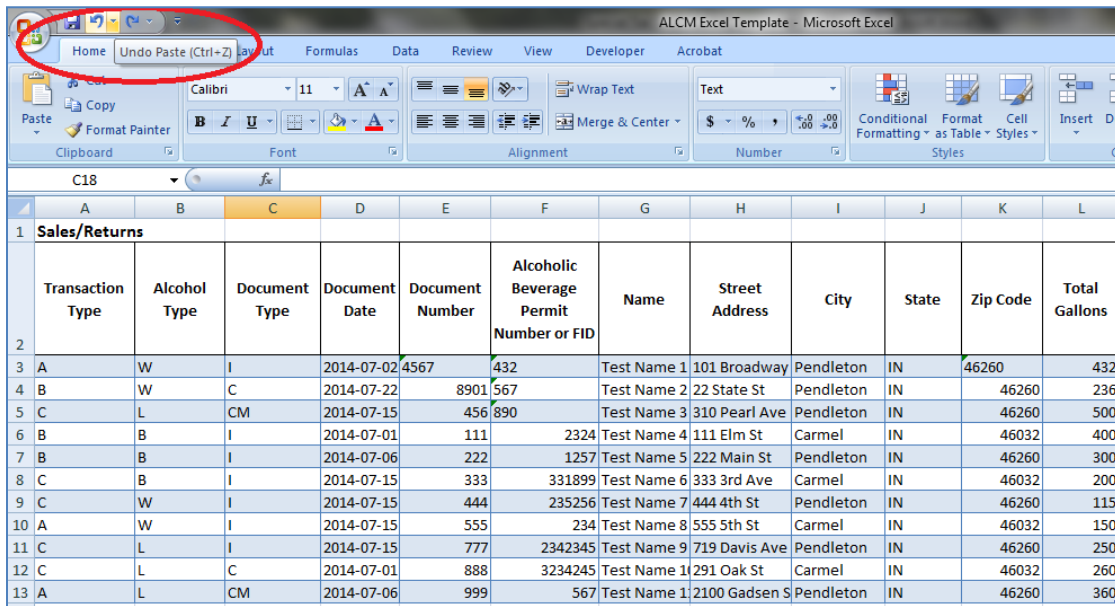 ALCM Excel Template - Microsoft Excel
Home Undo Paste (Ctrl+Z) Formulas Data Review View Developer Acrobat
Cut
Copy
Paste
Format Painter
Calibri 11
B I U
Wrap Text
Merge & Center
Text
$ % ,
Conditional Formatting
Format as Table
Cell Styles
Insert
Clipboard Font Alignment Number Styles
C18 fx
A B C D E F G H I J K L
1 Sales/Returns
2 Transaction Type Alcohol Type Document Type Document Date Document Number Alcoholic Beverage Permit Number or FID Name Street Address City State Zip Code Total Gallons
3 A W I 2014-07-02 4567 432 Test Name 1 101 Broadway Pendleton IN 46260 432
4 B W C 2014-07-22 8901 567 Test Name 2 22 State St Pendleton IN 46260 236
5 C L CM 2014-07-15 456 890 Test Name 3 310 Pearl Ave Pendleton IN 46260 500
6 B B I 2014-07-01 111 2324 Test Name 4 111 Elm St Carmel IN 46032 400
7 B B I 2014-07-06 222 1257 Test Name 5 222 Main St Pendleton IN 46260 300
8 C B I 2014-07-15 333 331899 Test Name 6 333 3rd Ave Carmel IN 46032 200
9 C W I 2014-07-15 444 235256 Test Name 7 444 4th St Pendleton IN 46260 115
10 A W I 2014-07-15 555 234 Test Name 8 555 5th St Carmel IN 46032 150
11 C L I 2014-07-15 777 2342345 Test Name 9 719 Davis Ave Pendleton IN 46260 250
12 C L C 2014-07-01 888 3234245 Test Name 1 291 Oak St Carmel IN 46032 260
13 A L CM 2014-07-06 999 567 Test Name 1 2100 Gadsen S Pendleton IN 46260 360